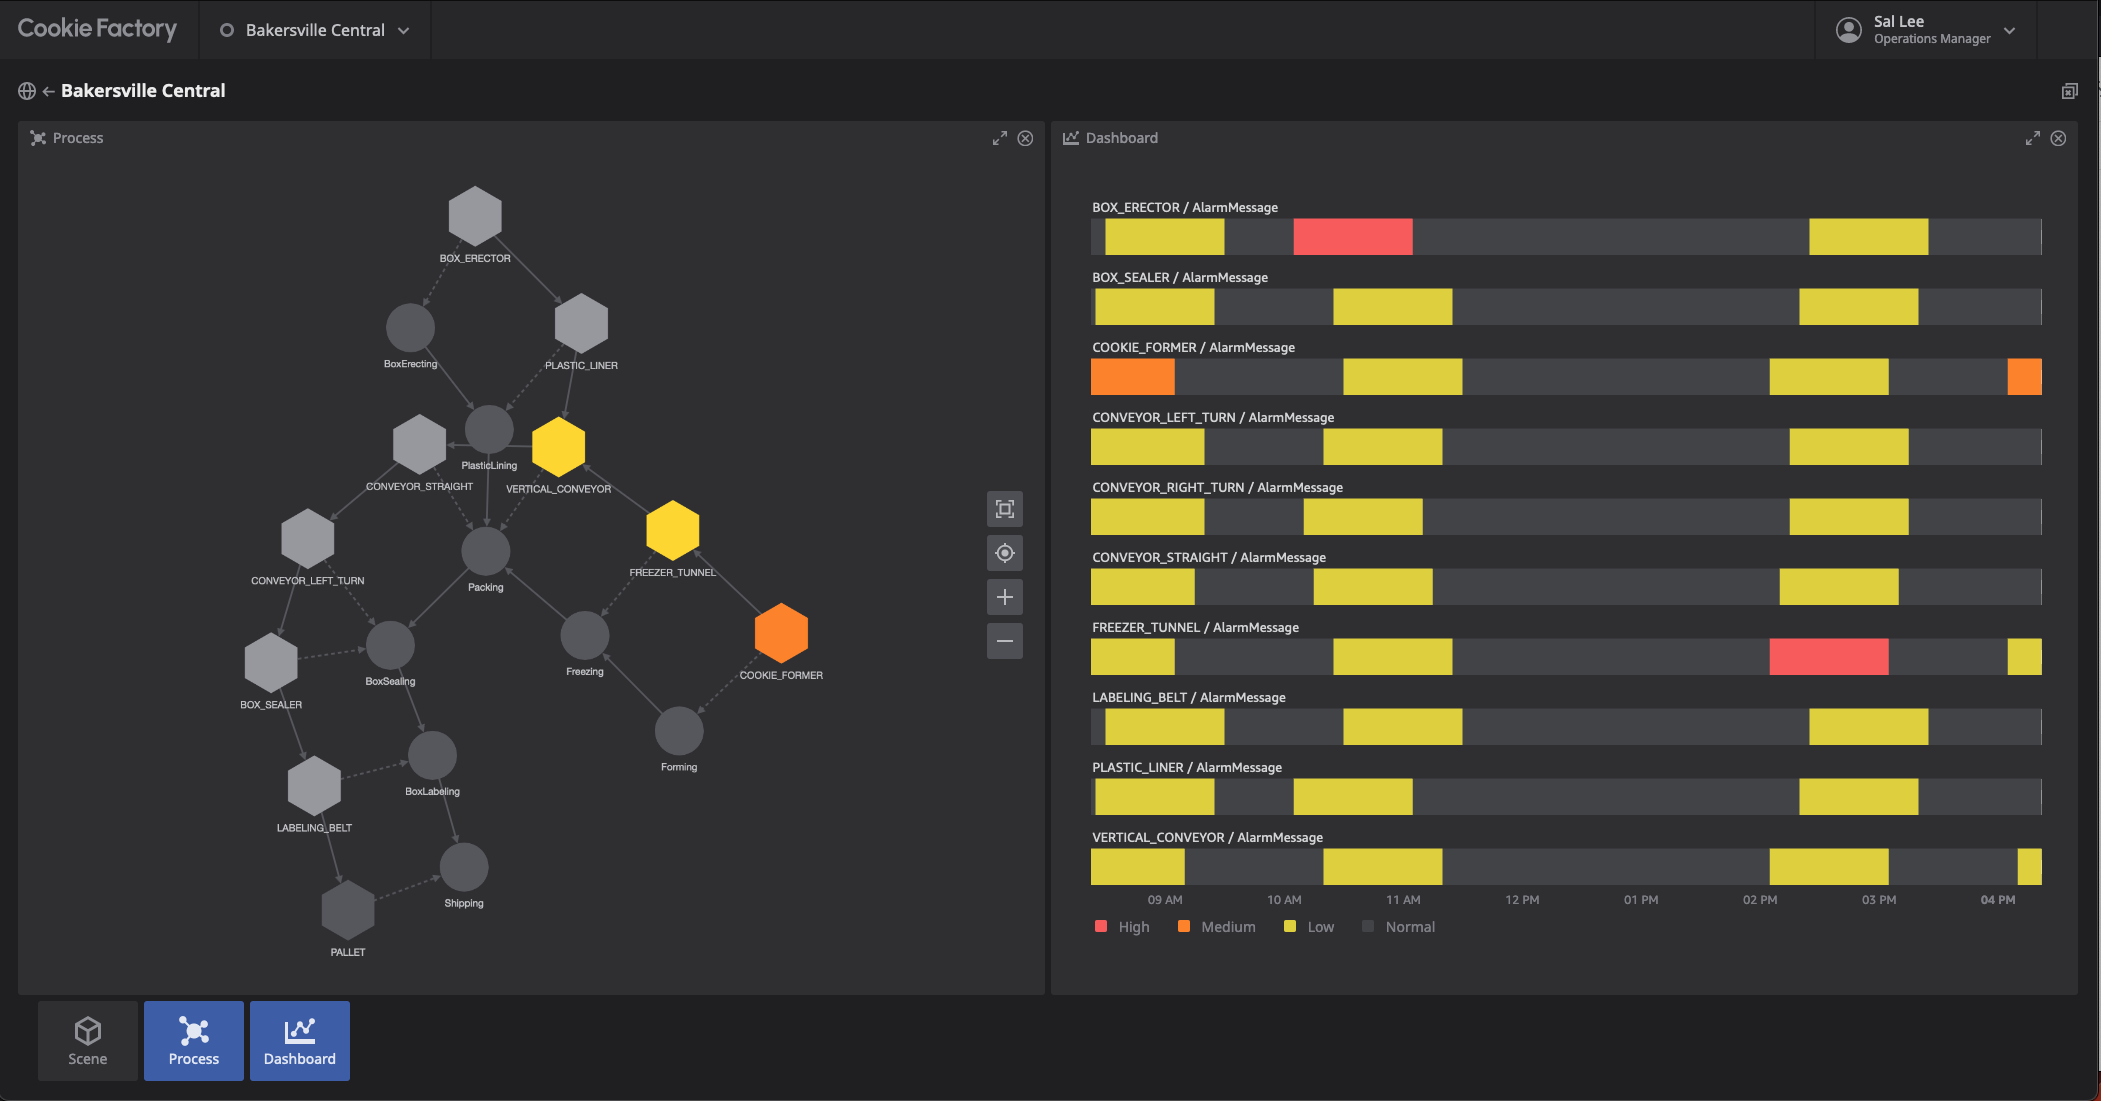 Cookie Factory
Bakersville Central
Sal Lee
Operations Manager
Bakersville Central
Process
BOX_ERECTOR
PLASTIC_LINER
BoxErecting
PlasticLining
CONVEYOR_STRAIGHT
VERTICAL_CONVEYOR
CONVEYOR_LEFT_TURN
Packing
FREEZER_TUNNEL
BoxSealing
Freezing
COOKIE_FORMER
BOX_SEALER
Forming
BoxLabeling
LABELING_BELT
Shipping
PALLET
Dashboard
BOX_ERECTOR / AlarmMessage
BOX_SEALER / AlarmMessage
COOKIE_FORMER / AlarmMessage
CONVEYOR_LEFT_TURN / AlarmMessage
CONVEYOR_RIGHT_TURN / AlarmMessage
CONVEYOR_STRAIGHT / AlarmMessage
FREEZER_TUNNEL / AlarmMessage
LABELING_BELT / AlarmMessage
PLASTIC_LINER / AlarmMessage
VERTICAL_CONVEYOR / AlarmMessage
09 AM 10 AM 11 AM 12 PM 01 PM 02 PM 03 PM 04 PM
High Medium Low Normal
Scene Process Dashboard